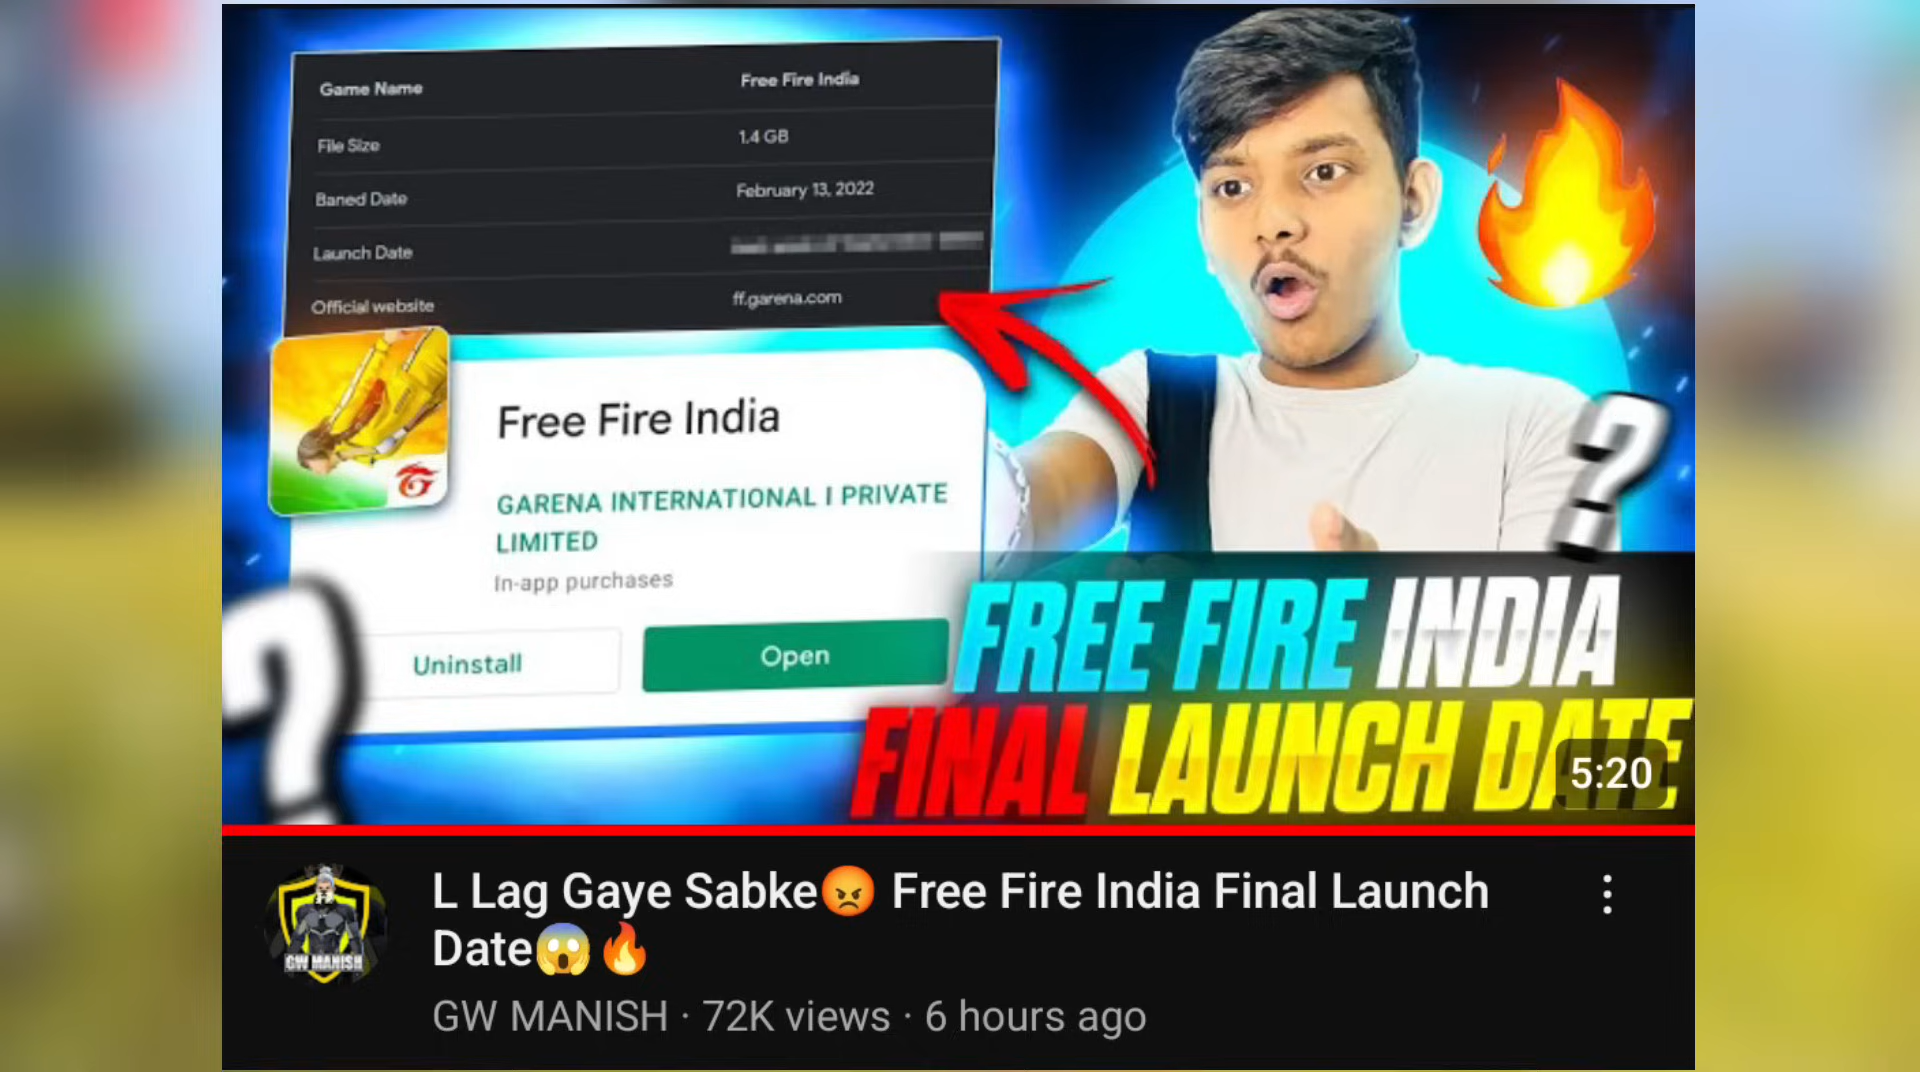 Game Name Free Fire India
File Size 1.4 GB
Baned Date February 13, 2022
Launch Date
Official website ff.garena.com
Free Fire India
GARENA INTERNATIONAL I PRIVATE
LIMITED
In-app purchases
Uninstall Open
?
?
FREE FIRE INDIA
FINAL LAUNCH DATE
5:20
L Lag Gaye Sabke😡 Free Fire India Final Launch
Date😱🔥
GW MANISH
GW MANISH · 72K views · 6 hours ago